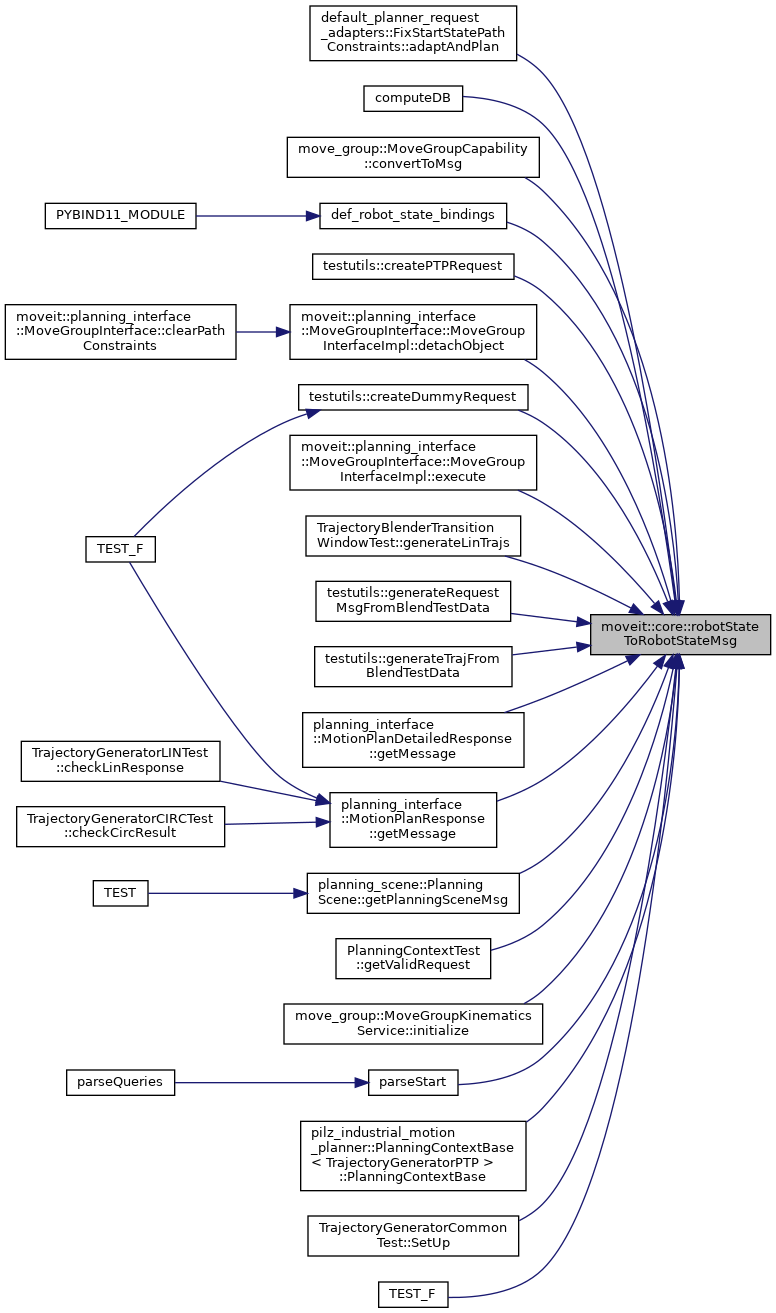 default_planner_request
_adapters::FixStartStatePath
Constraints::adaptAndPlan
computeDB
move_group::MoveGroupCapability
::convertToMsg
PYBIND11_MODULE
def_robot_state_bindings
testutils::createPTPRequest
moveit::planning_interface
::MoveGroupInterface::clearPath
Constraints
moveit::planning_interface
::MoveGroupInterface::MoveGroup
InterfaceImpl::detachObject
testutils::createDummyRequest
moveit::planning_interface
::MoveGroupInterface::MoveGroup
InterfaceImpl::execute
TrajectoryBlenderTransition
WindowTest::generateLinTrajs
TEST_F
testutils::generateRequest
MsgFromBlendTestData
moveit::core::robotState
ToRobotStateMsg
testutils::generateTrajFrom
BlendTestData
planning_interface
::MotionPlanDetailedResponse
::getMessage
TrajectoryGeneratorLINTest
::checkLinResponse
planning_interface
::MotionPlanResponse
::getMessage
TrajectoryGeneratorCIRCTest
::checkCircResult
TEST
planning_scene::Planning
Scene::getPlanningSceneMsg
PlanningContextTest
::getValidRequest
move_group::MoveGroupKinematics
Service::initialize
parseQueries
parseStart
pilz_industrial_motion
_planner::PlanningContextBase
< TrajectoryGeneratorPTP >
::PlanningContextBase
TrajectoryGeneratorCommon
Test::SetUp
TEST_F